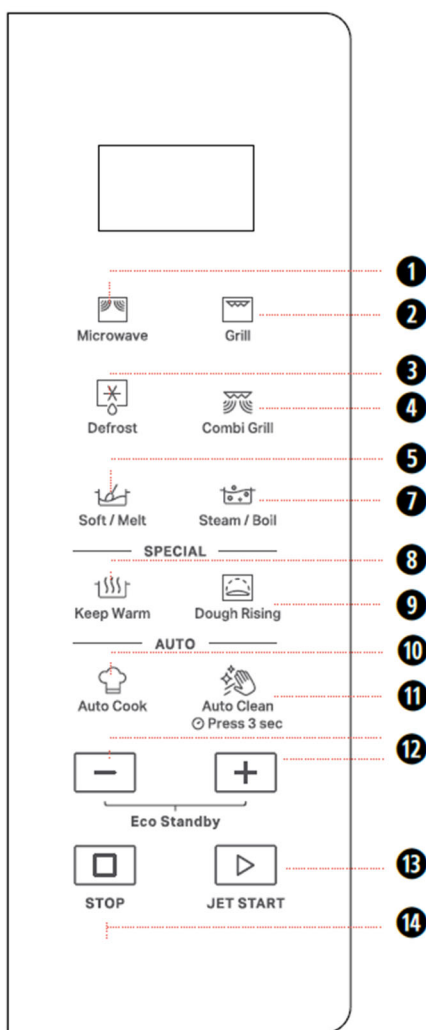 1
Microwave Grill 2
3
Defrost Combi Grill 4
5
Soft / Melt Steam / Boil 7
SPECIAL
8
Keep Warm Dough Rising 9
AUTO
10
Auto Cook Auto Clean 11
Press 3 sec
− + 12
Eco Standby
13
STOP JET START
14